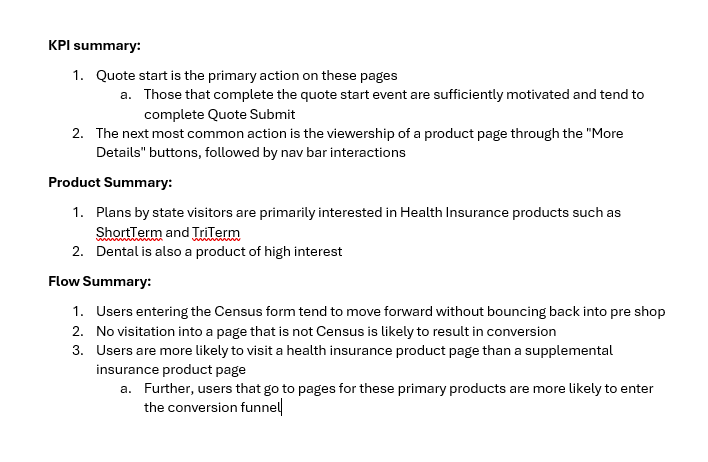 KPI summary:
1. Quote start is the primary action on these pages
a. Those that complete the quote start event are sufficiently motivated and tend to
complete Quote Submit
2. The next most common action is the viewership of a product page through the "More
Details" buttons, followed by nav bar interactions
Product Summary:
1. Plans by state visitors are primarily interested in Health Insurance products such as
ShortTerm and TriTerm
2. Dental is also a product of high interest
Flow Summary:
1. Users entering the Census form tend to move forward without bouncing back into pre shop
2. No visitation into a page that is not Census is likely to result in conversion
3. Users are more likely to visit a health insurance product page than a supplemental
insurance product page
a. Further, users that go to pages for these primary products are more likely to enter
the conversion funnel